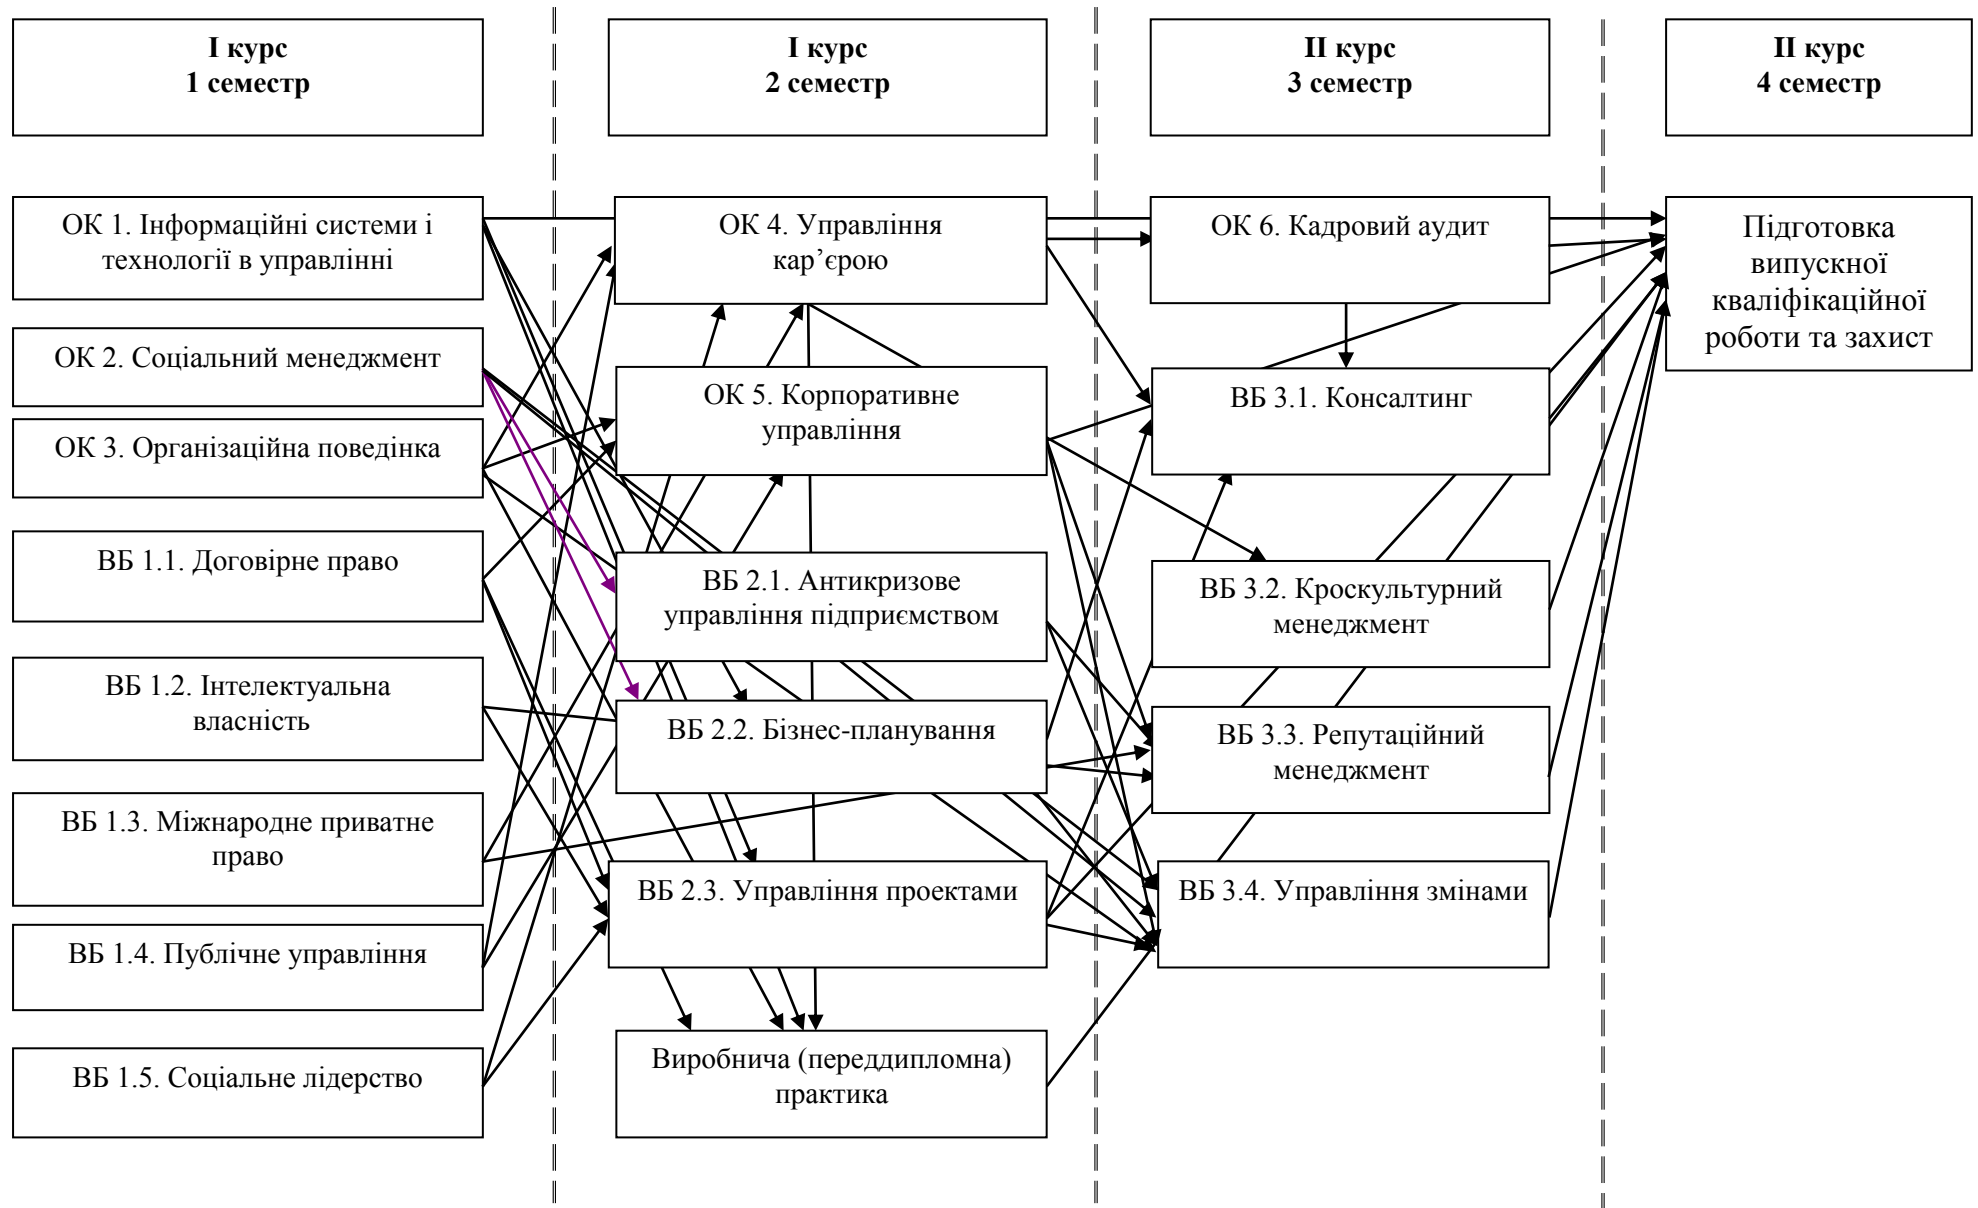 І курс
1 семестр
І курс
2 семестр
ІІ курс
3 семестр
ІІ курс
4 семестр
ОК 1. Інформаційні системи і
технології в управлінні
ОК 2. Соціальний менеджмент
ОК 3. Організаційна поведінка
ВБ 1.1. Договірне право
ВБ 1.2. Інтелектуальна
власність
ВБ 1.3. Міжнародне приватне
право
ВБ 1.4. Публічне управління
ВБ 1.5. Соціальне лідерство
ОК 4. Управління
кар’єрою
ОК 5. Корпоративне
управління
ВБ 2.1. Антикризове
управління підприємством
ВБ 2.2. Бізнес-планування
ВБ 2.3. Управління проектами
Виробнича (переддипломна)
практика
ОК 6. Кадровий аудит
ВБ 3.1. Консалтинг
ВБ 3.2. Кроскультурний
менеджмент
ВБ 3.3. Репутаційний
менеджмент
ВБ 3.4. Управління змінами
Підготовка
випускної
кваліфікаційної
роботи та захист